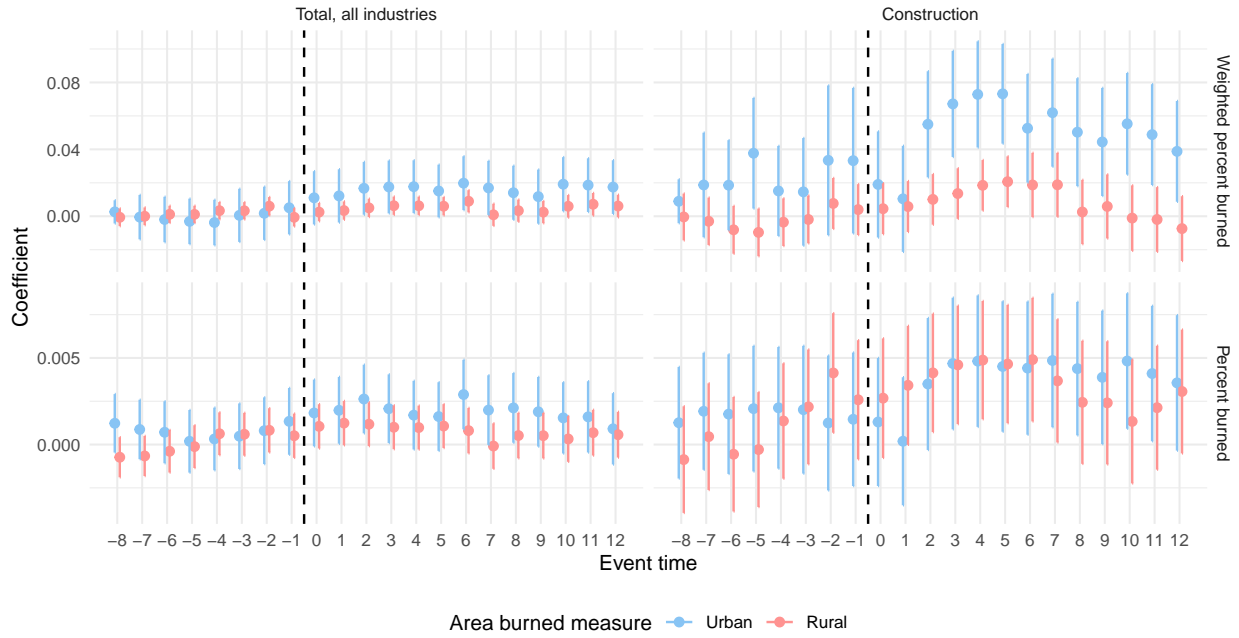 Total, all industries
Construction
0.08
0.04
0.00
Weighted percent burned
Coefficient
0.005
0.000
Percent burned
−8 −7 −6 −5 −4 −3 −2 −1 0 1 2 3 4 5 6 7 8 9 10 11 12
−8 −7 −6 −5 −4 −3 −2 −1 0 1 2 3 4 5 6 7 8 9 10 11 12
Event time
Area burned measure Urban Rural